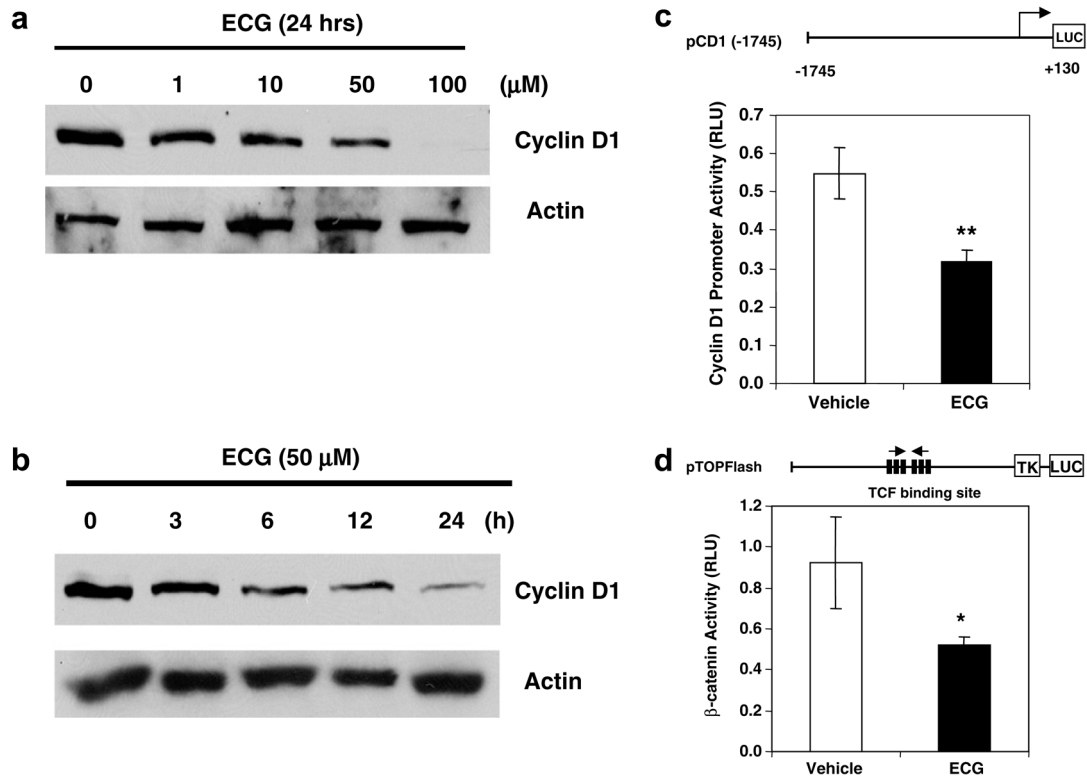 a
ECG (24 hrs)
0 1 10 50 100 (μM)
Cyclin D1
Actin
b
ECG (50 μM)
0 3 6 12 24 (h)
Cyclin D1
Actin
c
pCD1 (-1745)
LUC
-1745 +130
Cyclin D1 Promoter Activity (RLU)
0.7
0.6
0.5
0.4
0.3
0.2
0.1
0.0
**
Vehicle ECG
d
pTOPFlash
TK LUC
TCF binding site
β-catenin Activity (RLU)
1.2
1.0
0.8
0.6
0.4
0.2
0.0
*
Vehicle ECG